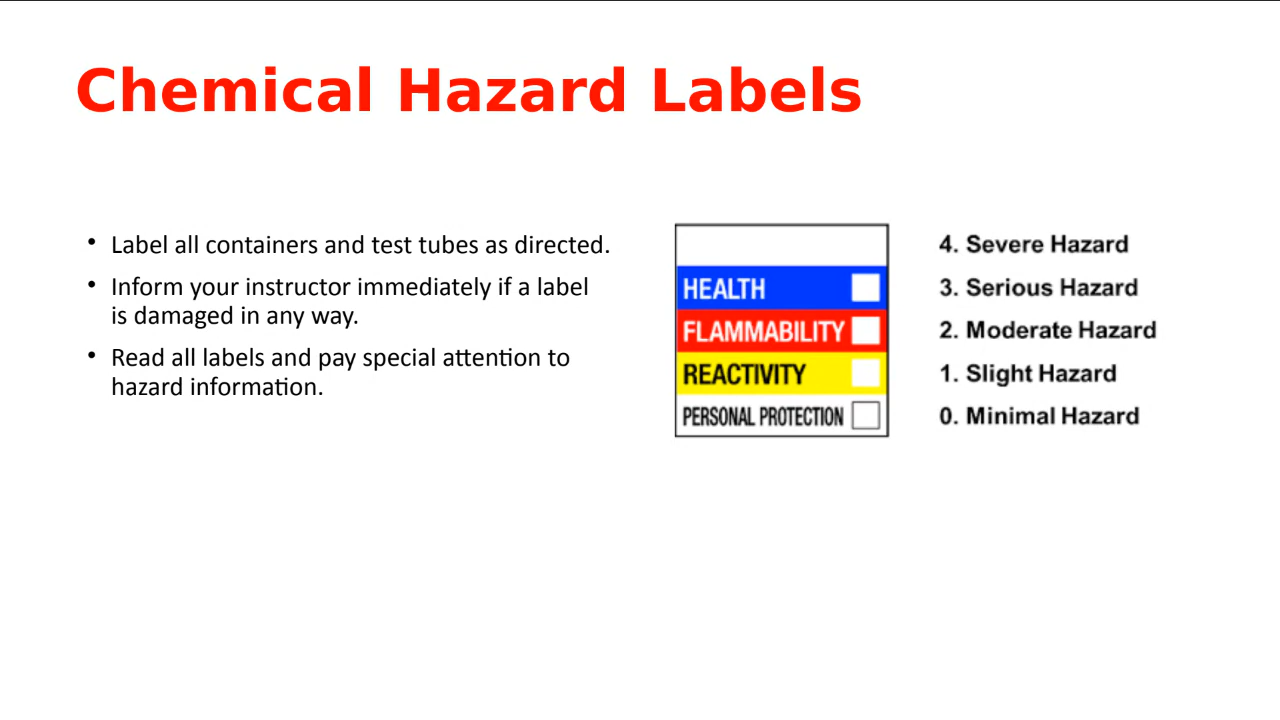 Chemical Hazard Labels
• Label all containers and test tubes as directed.
• Inform your instructor immediately if a label
is damaged in any way.
• Read all labels and pay special attention to
hazard information.
HEALTH
FLAMMABILITY
REACTIVITY
PERSONAL PROTECTION
4. Severe Hazard
3. Serious Hazard
2. Moderate Hazard
1. Slight Hazard
0. Minimal Hazard